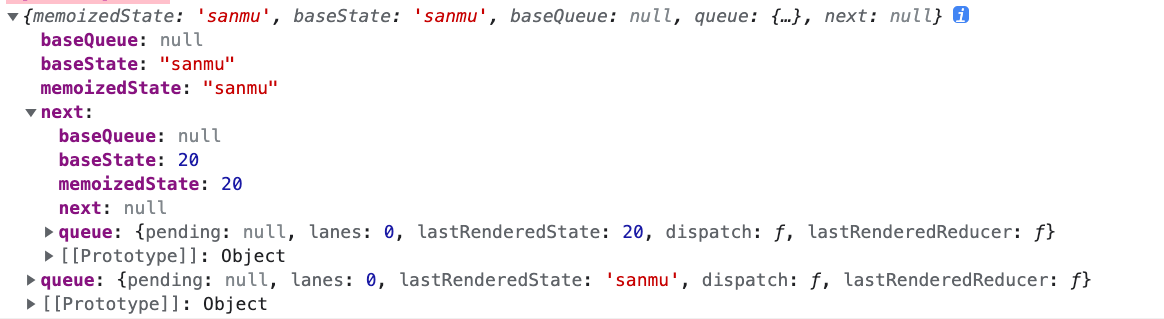 {memoizedState: 'sanmu', baseState: 'sanmu', baseQueue: null, queue: {…}, next: null} i
baseQueue: null
baseState: "sanmu"
memoizedState: "sanmu"
next:
baseQueue: null
baseState: 20
memoizedState: 20
next: null
queue: {pending: null, lanes: 0, lastRenderedState: 20, dispatch: ƒ, lastRenderedReducer: ƒ}
[[Prototype]]: Object
queue: {pending: null, lanes: 0, lastRenderedState: 'sanmu', dispatch: ƒ, lastRenderedReducer: ƒ}
[[Prototype]]: Object